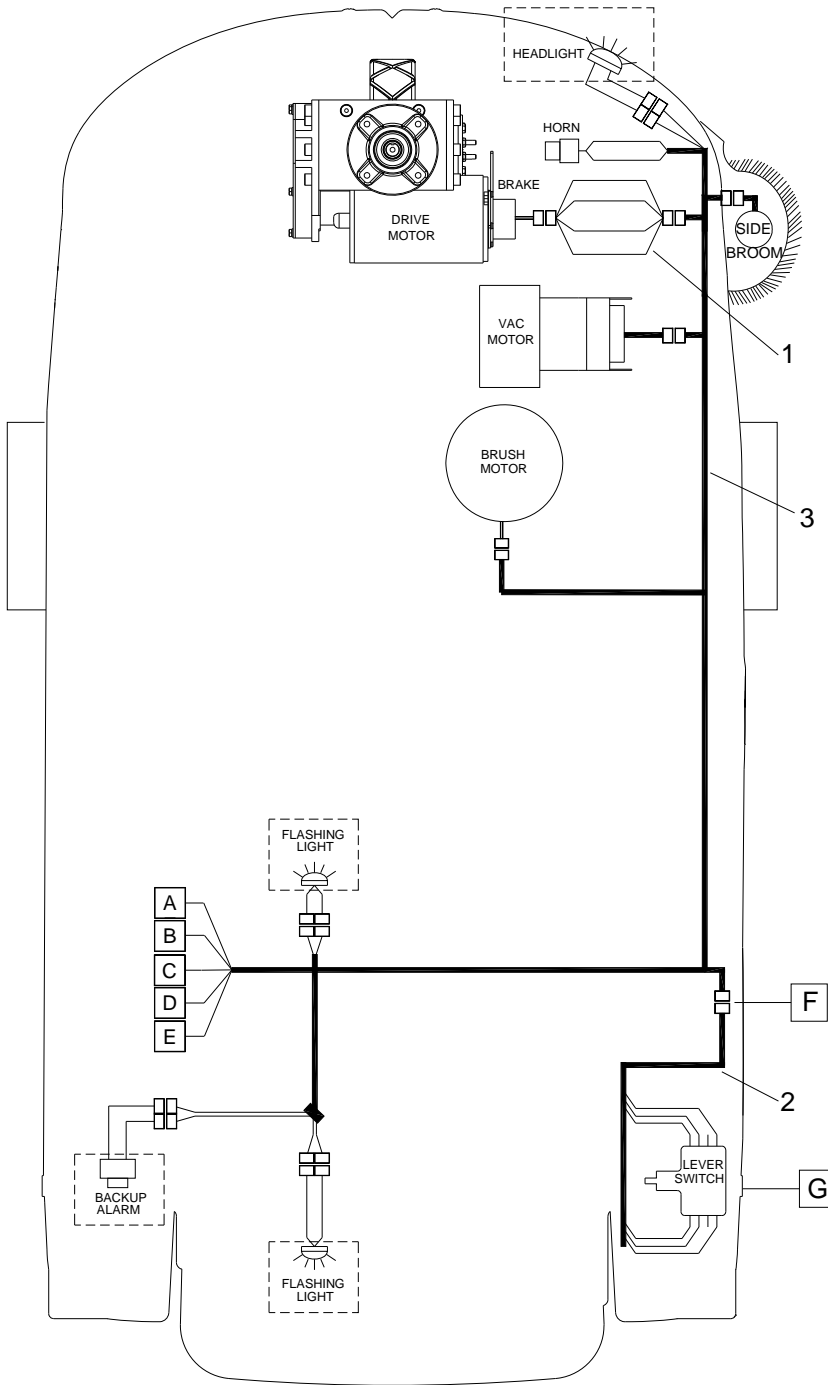 HEADLIGHT
HORN
BRAKE
DRIVE
MOTOR
SIDE
BROOM
VAC
MOTOR
1
BRUSH
MOTOR
3
FLASHING
LIGHT
A
B
C
D
E
F
2
LEVER
SWITCH
G
BACKUP
ALARM
FLASHING
LIGHT